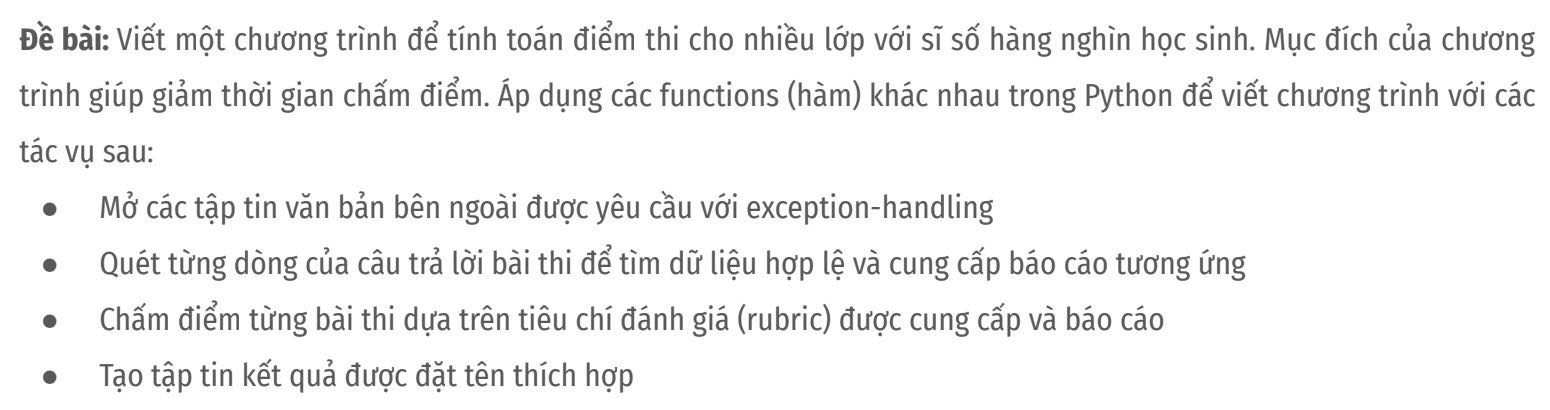 Đề bài: Viết một chương trình để tính toán điểm thi cho nhiều lớp với sĩ số hàng nghìn học sinh. Mục đích của chương
trình giúp giảm thời gian chấm điểm. Áp dụng các functions (hàm) khác nhau trong Python để viết chương trình với các
tác vụ sau:
● Mở các tập tin văn bản bên ngoài được yêu cầu với exception-handling
● Quét từng dòng của câu trả lời bài thi để tìm dữ liệu hợp lệ và cung cấp báo cáo tương ứng
● Chấm điểm từng bài thi dựa trên tiêu chí đánh giá (rubric) được cung cấp và báo cáo
● Tạo tập tin kết quả được đặt tên thích hợp